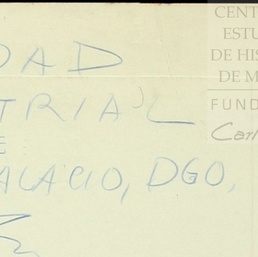 CENT
ESTU
DE HIS
DE M
FUND
Carl
DAD
TRIAL
E
ALACIO, DGO,